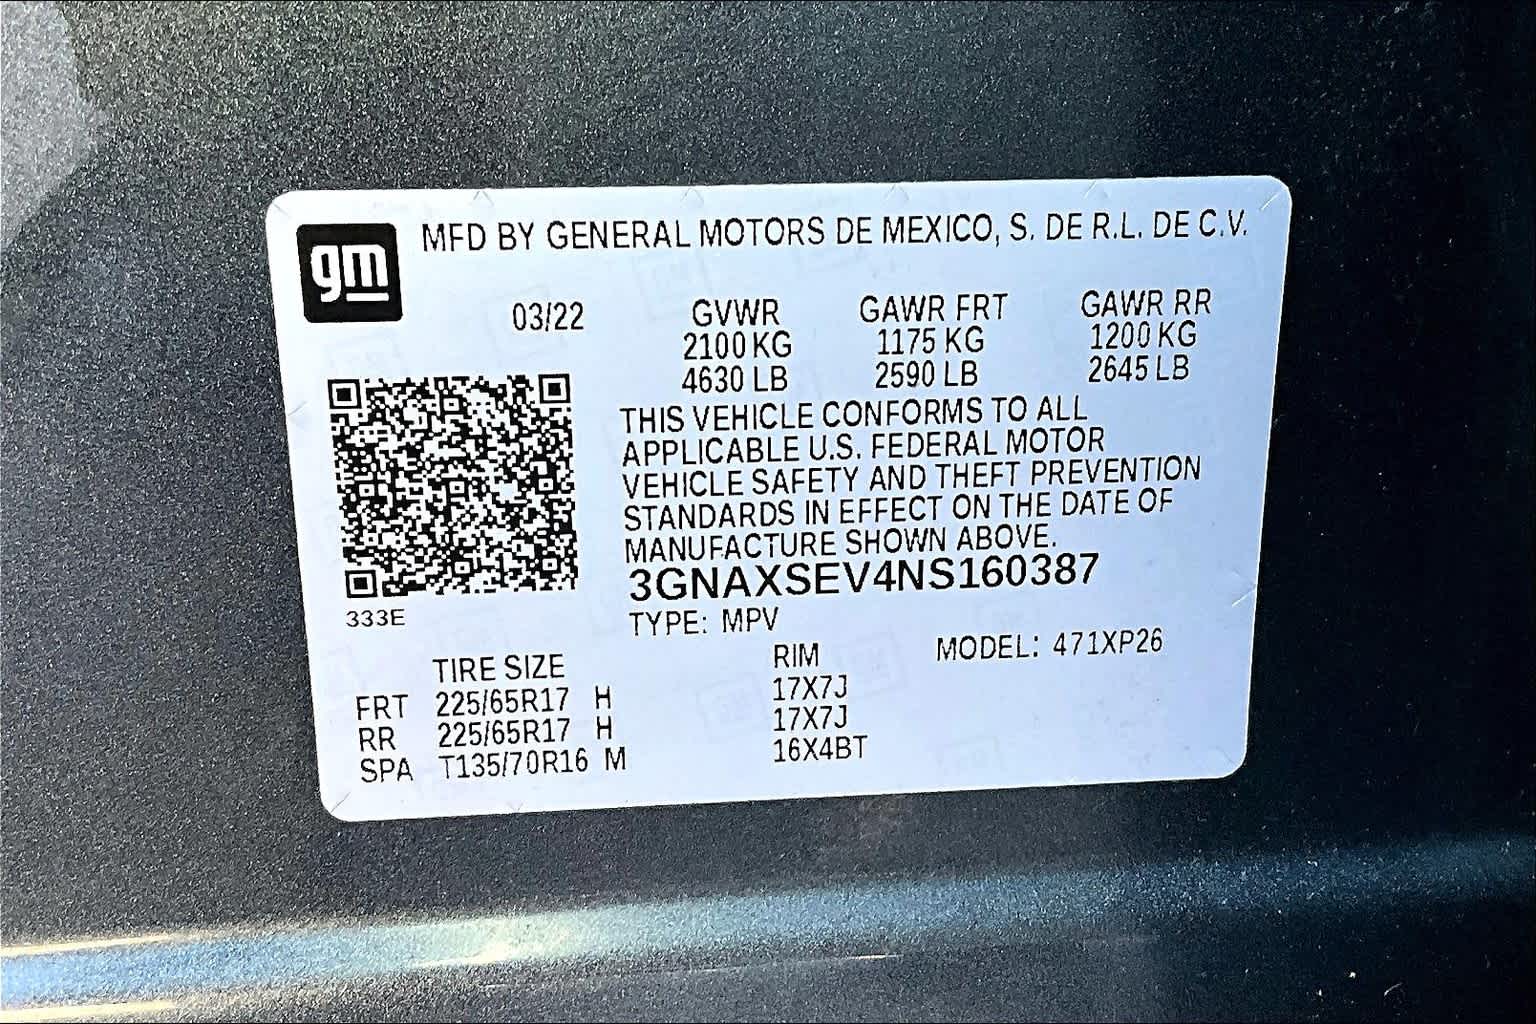 gm
MFD BY GENERAL MOTORS DE MEXICO, S. DE R.L. DE C.V.
03/22 GVWR GAWR FRT GAWR RR
2100 KG 1175 KG 1200 KG
4630 LB 2590 LB 2645 LB
THIS VEHICLE CONFORMS TO ALL
APPLICABLE U.S. FEDERAL MOTOR
VEHICLE SAFETY AND THEFT PREVENTION
STANDARDS IN EFFECT ON THE DATE OF
MANUFACTURE SHOWN ABOVE.
3GNAXSEV4NS160387
333E
TYPE: MPV
MODEL: 471XP26
TIRE SIZE RIM
FRT 225/65R17 H 17X7J
RR 225/65R17 H 17X7J
SPA T135/70R16 M 16X4BT